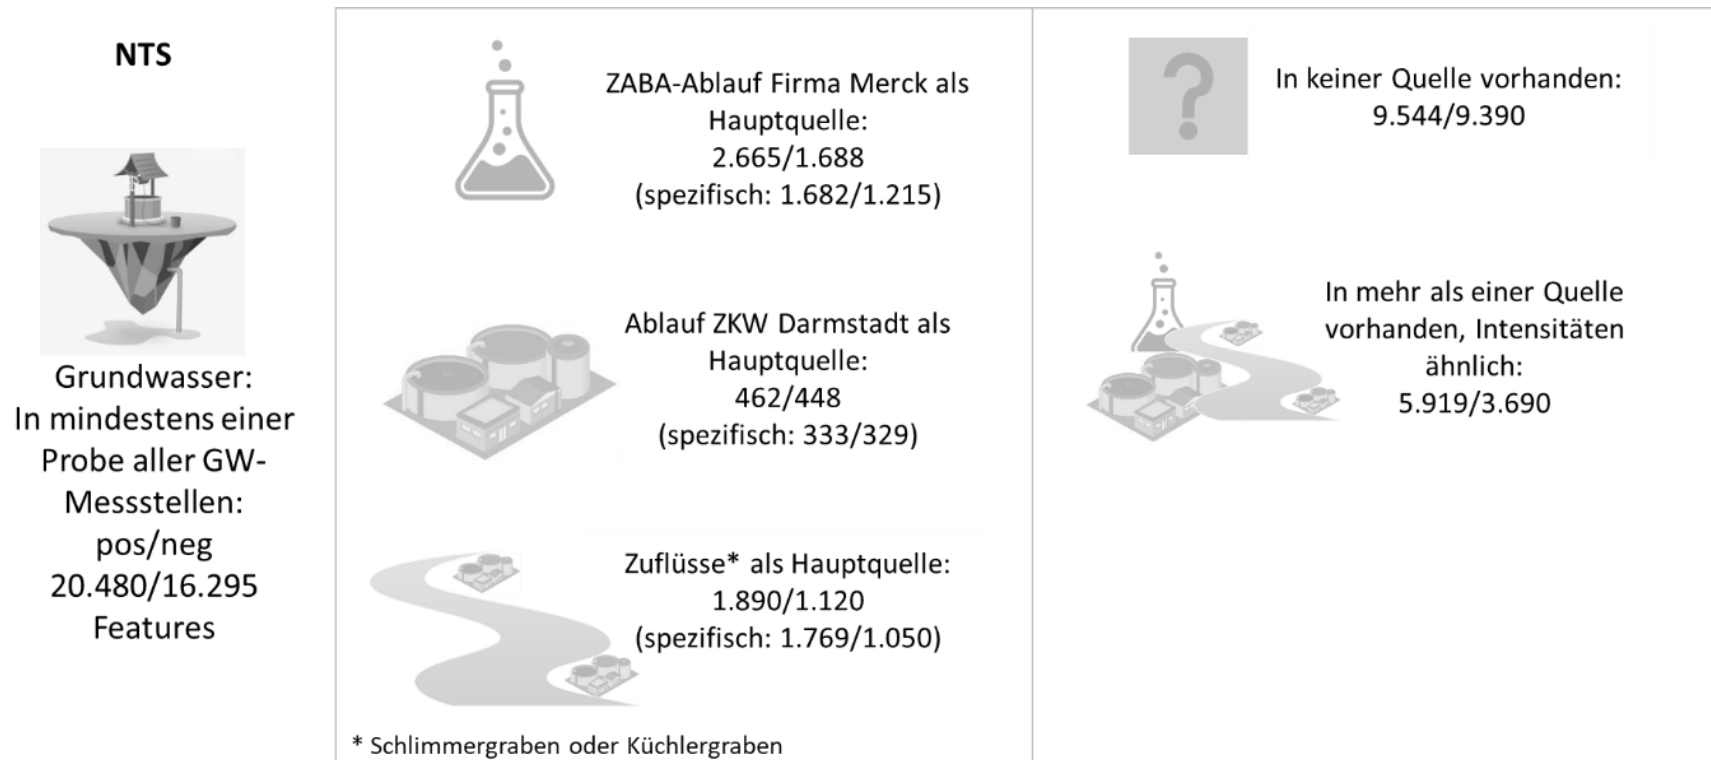 NTS
Grundwasser:
In mindestens einer
Probe aller GW-
Messstellen:
pos/neg
20.480/16.295
Features
ZABA-Ablauf Firma Merck als
Hauptquelle:
2.665/1.688
(spezifisch: 1.682/1.215)
Ablauf ZKW Darmstadt als
Hauptquelle:
462/448
(spezifisch: 333/329)
Zuflüsse* als Hauptquelle:
1.890/1.120
(spezifisch: 1.769/1.050)
* Schlimmergraben oder Küchlergraben
?
In keiner Quelle vorhanden:
9.544/9.390
In mehr als einer Quelle
vorhanden, Intensitäten
ähnlich:
5.919/3.690